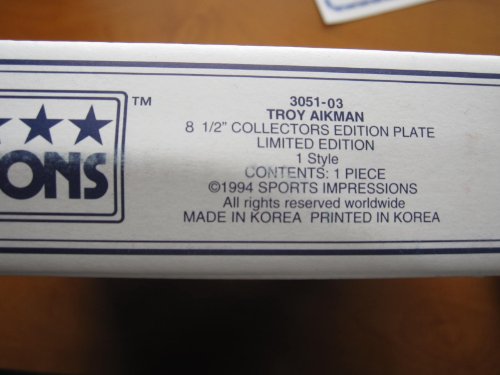 3051-03
TROY AIKMAN
8 1/2" COLLECTORS EDITION PLATE
LIMITED EDITION
1 Style
CONTENTS: 1 PIECE
©1994 SPORTS IMPRESSIONS
All rights reserved worldwide
MADE IN KOREA PRINTED IN KOREA
TM
IONS